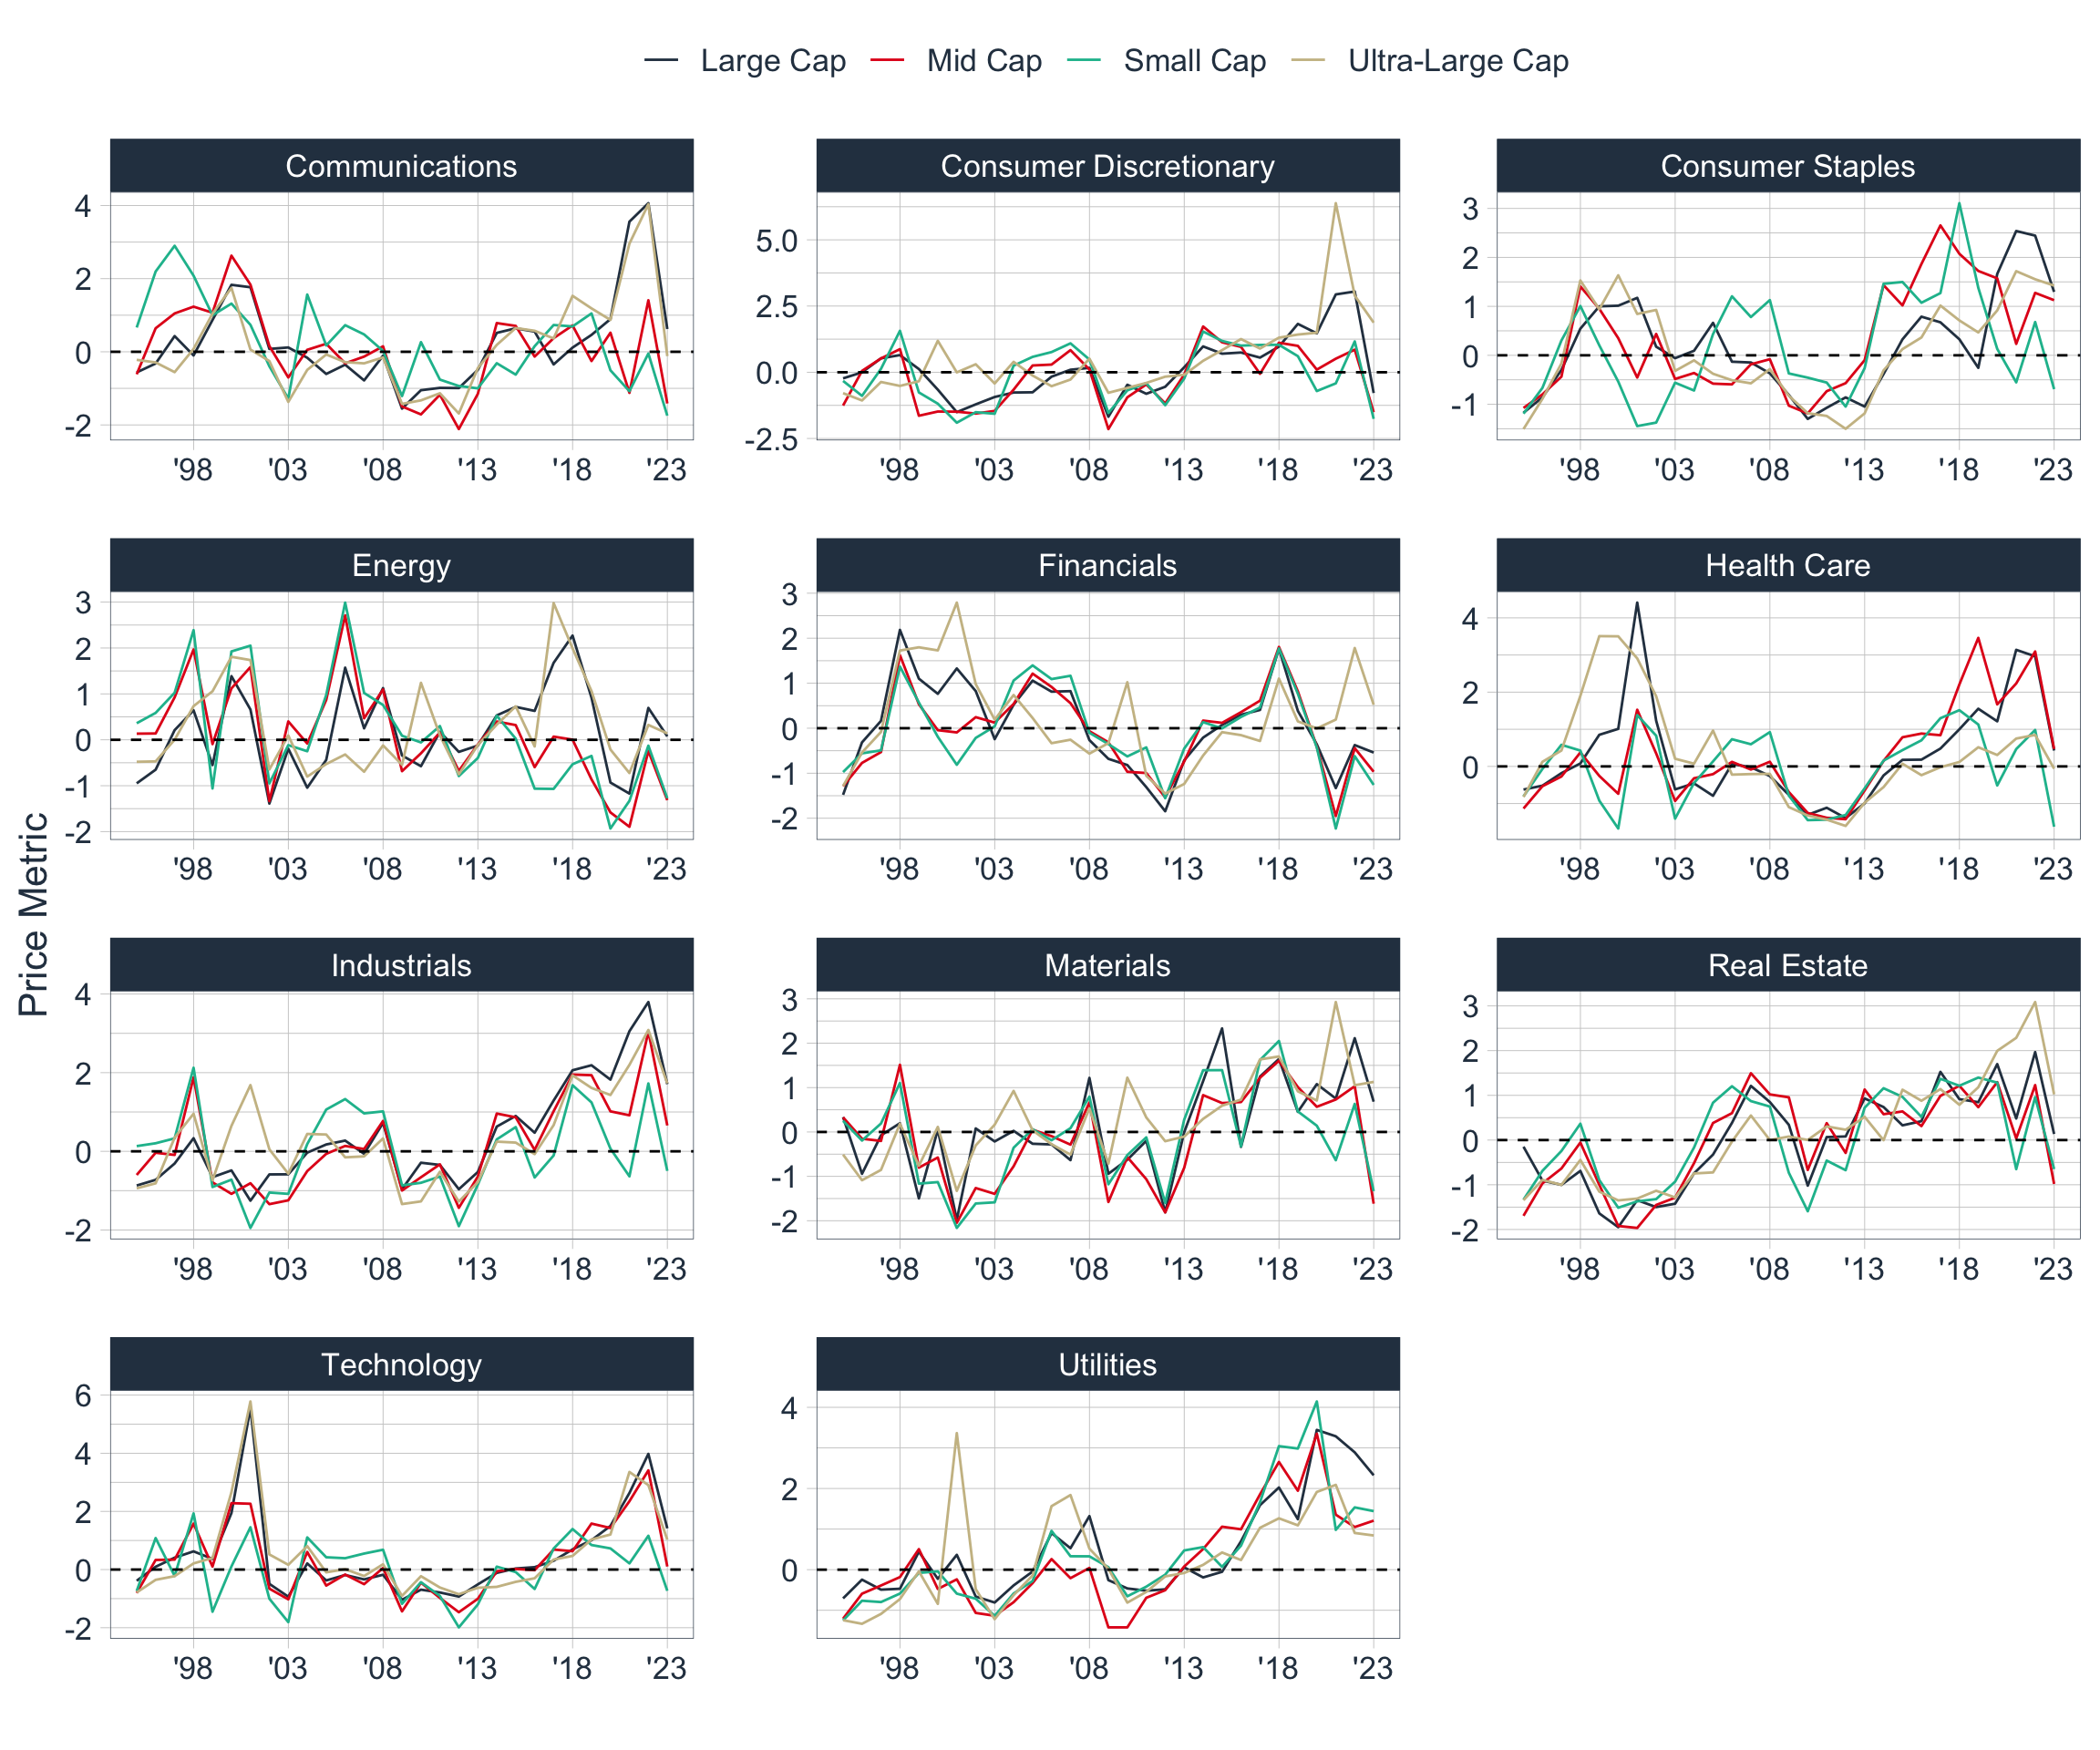 Large Cap Mid Cap Small Cap Ultra-Large Cap
Price Metric
Communications
4
2
0
-2
'98 '03 '08 '13 '18 '23
Consumer Discretionary
5.0
2.5
0.0
-2.5
'98 '03 '08 '13 '18 '23
Consumer Staples
3
2
1
0
-1
'98 '03 '08 '13 '18 '23
Energy
3
2
1
0
-1
-2
'98 '03 '08 '13 '18 '23
Financials
3
2
1
0
-1
-2
'98 '03 '08 '13 '18 '23
Health Care
4
2
0
'98 '03 '08 '13 '18 '23
Industrials
4
2
0
-2
'98 '03 '08 '13 '18 '23
Materials
3
2
1
0
-1
-2
'98 '03 '08 '13 '18 '23
Real Estate
3
2
1
0
-1
-2
'98 '03 '08 '13 '18 '23
Technology
6
4
2
0
-2
'98 '03 '08 '13 '18 '23
Utilities
4
2
0
'98 '03 '08 '13 '18 '23